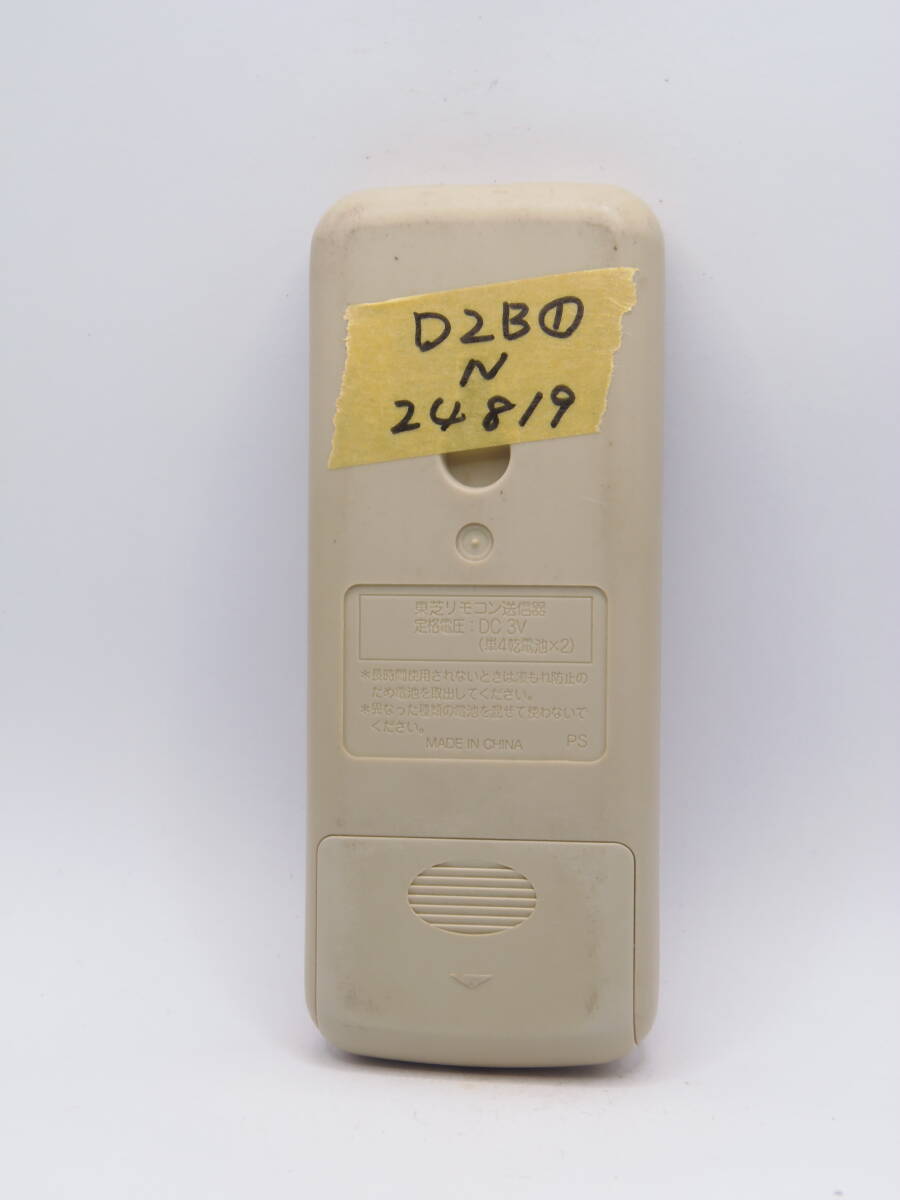 D2B①
N
24819
東芝リモコン送信器
定格電圧：DC 3V
(単4乾電池×2)
*長時間使用されないときは液もれ防止の
ため電池を取出してください。
*異なった種類の電池を混ぜて使わないで
ください。
MADE IN CHINA PS